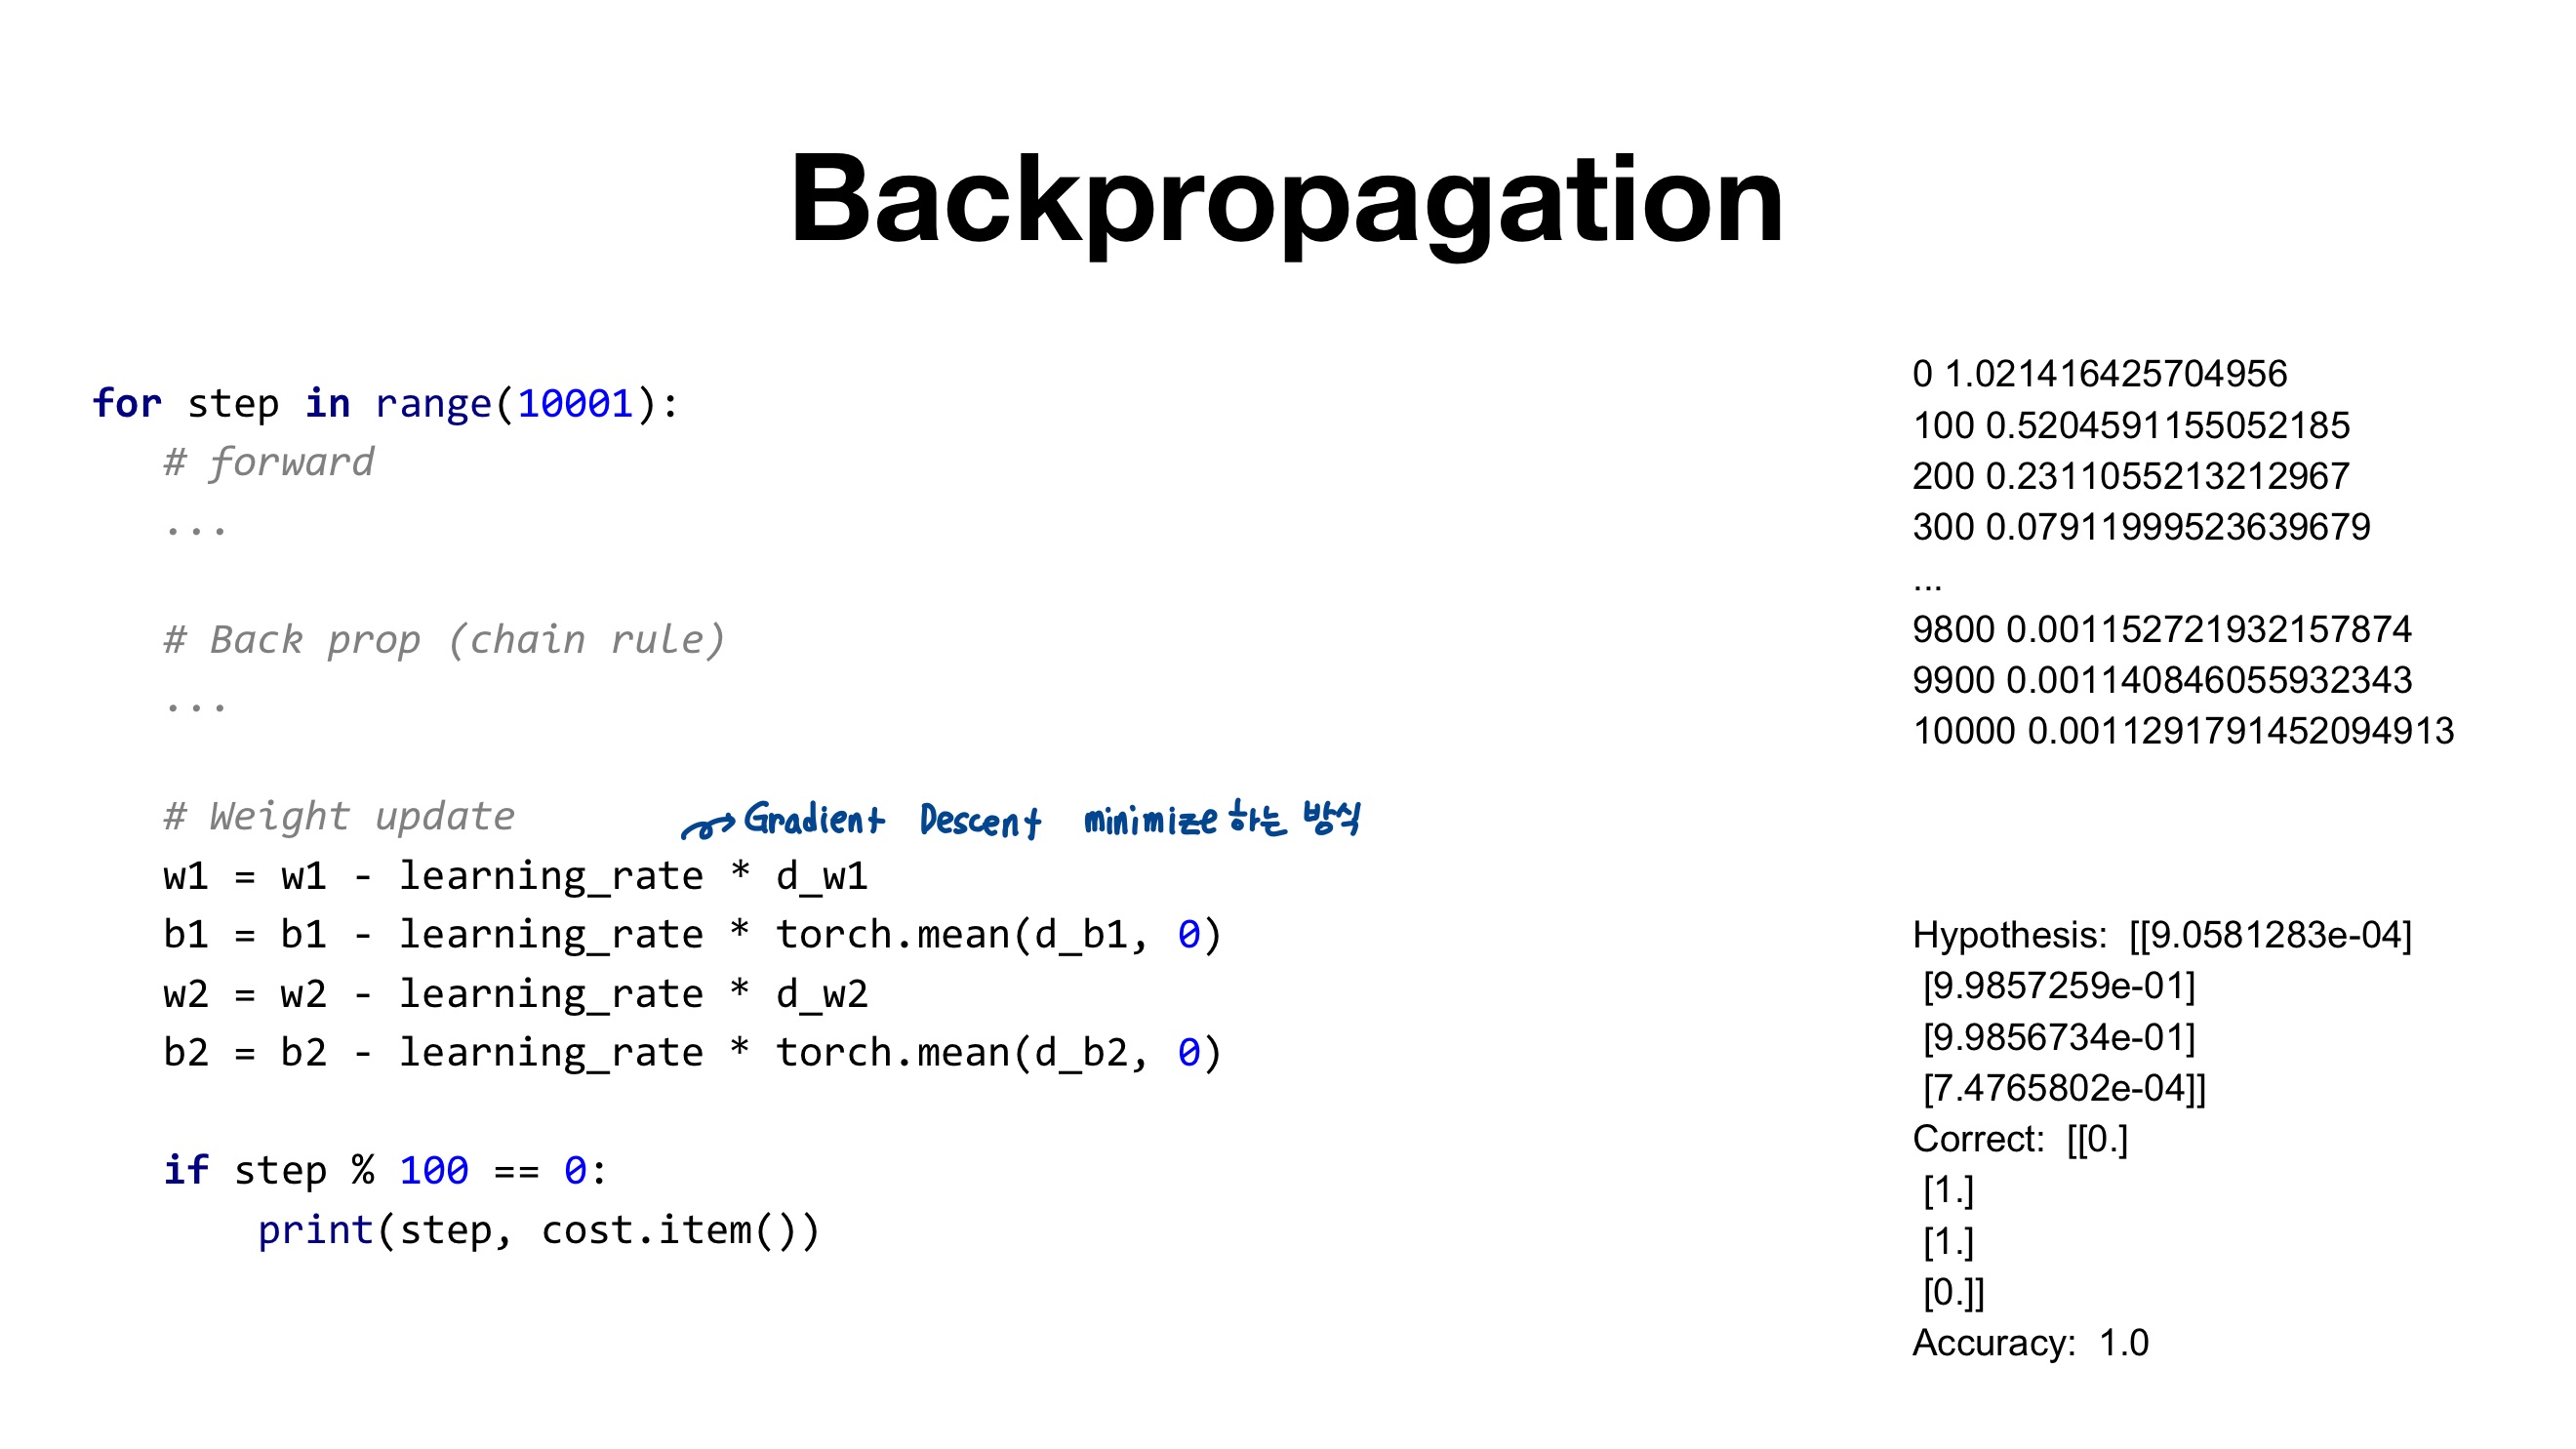 Backpropagation
for step in range(10001):
# forward
...
# Back prop (chain rule)
...
# Weight update
Gradient Descent minimize 하는 방식
w1 = w1 - learning_rate * d_w1
b1 = b1 - learning_rate * torch.mean(d_b1, 0)
w2 = w2 - learning_rate * d_w2
b2 = b2 - learning_rate * torch.mean(d_b2, 0)
if step % 100 == 0:
print(step, cost.item())
0 1.021416425704956
100 0.5204591155052185
200 0.2311055213212967
300 0.07911999523639679
...
9800 0.001152721932157874
9900 0.001140846055932343
10000 0.0011291791452094913
Hypothesis: [[9.0581283e-04]
[9.9857259e-01]
[9.9856734e-01]
[7.4765802e-04]]
Correct: [[0.]
[1.]
[1.]
[0.]]
Accuracy: 1.0